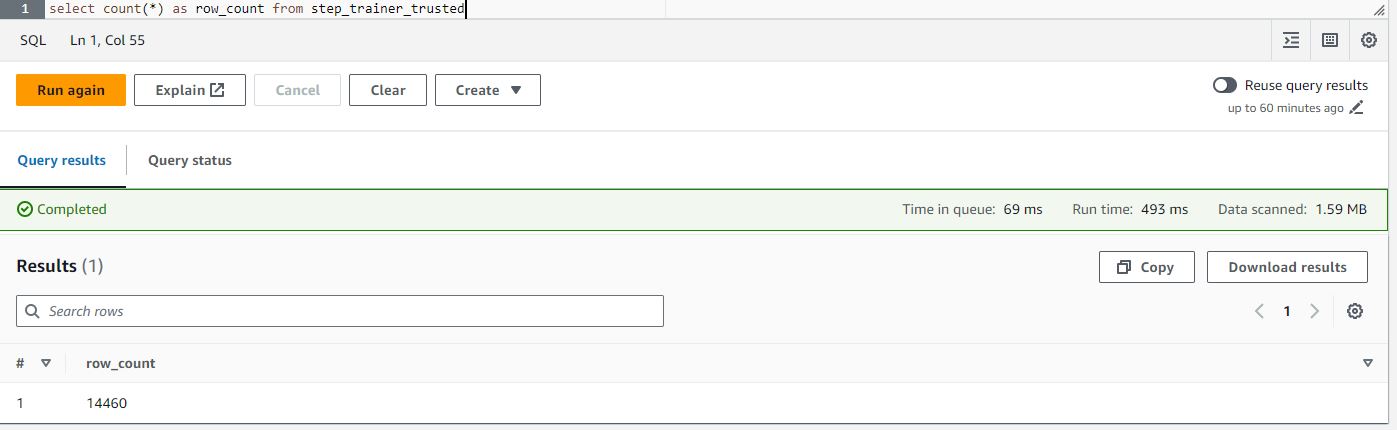 1 select count(*) as row_count from step_trainer_trusted
SQL Ln 1, Col 55
Run again Explain Cancel Clear Create Reuse query results
up to 60 minutes ago
Query results Query status
Completed Time in queue: 69 ms Run time: 493 ms Data scanned: 1.59 MB
Results (1) Copy Download results
Search rows 1
# row_count
1 14460